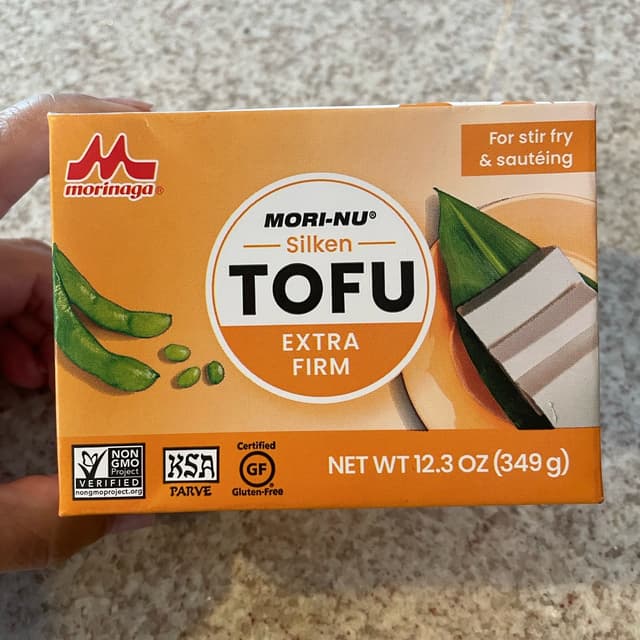 morinaga®
For stir fry
& sautéing
MORI-NU®
Silken
TOFU
EXTRA
FIRM
NON
GMO
Project
VERIFIED
nongmoproject.org
KSA
PARVE
Certified
GF
Gluten-Free
NET WT 12.3 OZ (349 g)